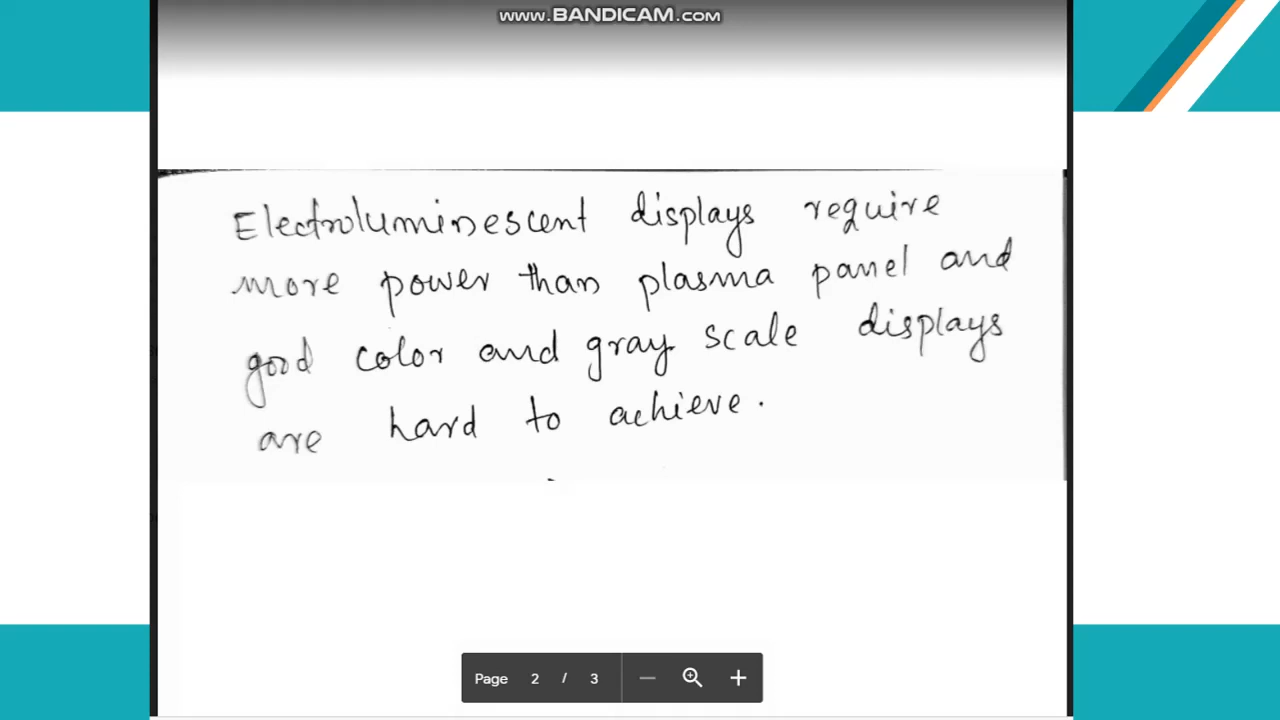 www.BANDICAM.com
Electroluminescent displays require
more power than plasma panel and
good color and gray scale displays
are hard to achieve.
Page 2 / 3